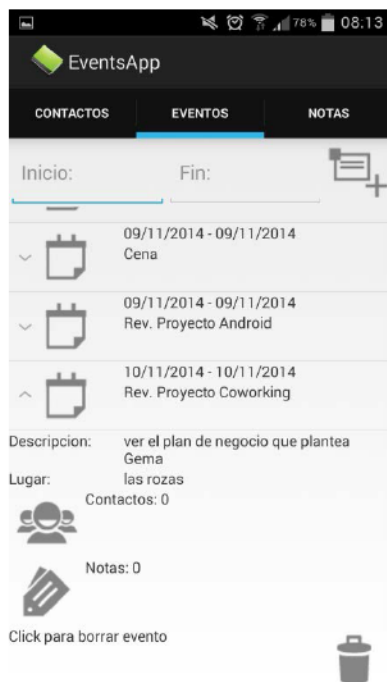 78% 08:13
EventsApp
CONTACTOS EVENTOS NOTAS
Inicio: Fin:
09/11/2014 - 09/11/2014
Cena
09/11/2014 - 09/11/2014
Rev. Proyecto Android
10/11/2014 - 10/11/2014
Rev. Proyecto Coworking
Descripcion: ver el plan de negocio que plantea
Gema
Lugar: las rozas
Contactos: 0
Notas: 0
Click para borrar evento